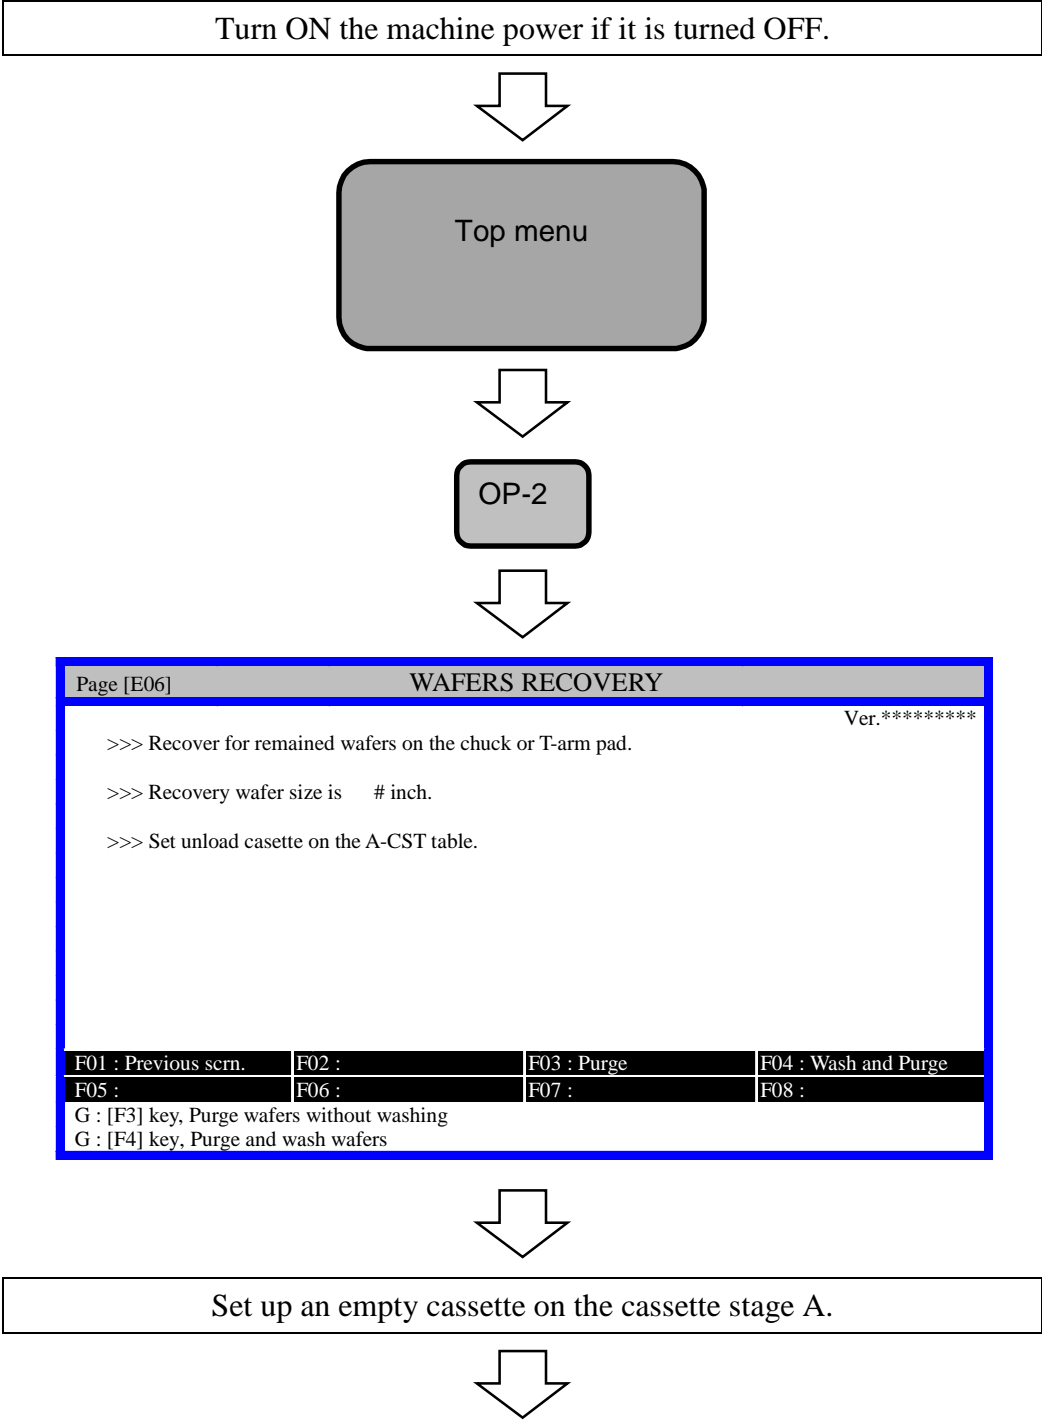 Turn ON the machine power if it is turned OFF.
Top menu
OP-2
Page [E06] WAFERS RECOVERY
Ver.*********
>>> Recover for remained wafers on the chuck or T-arm pad.
>>> Recovery wafer size is # inch.
>>> Set unload casette on the A-CST table.
F01 : Previous scrn. F02 : F03 : Purge F04 : Wash and Purge
F05 : F06 : F07 : F08 :
G : [F3] key, Purge wafers without washing
G : [F4] key, Purge and wash wafers
Set up an empty cassette on the cassette stage A.